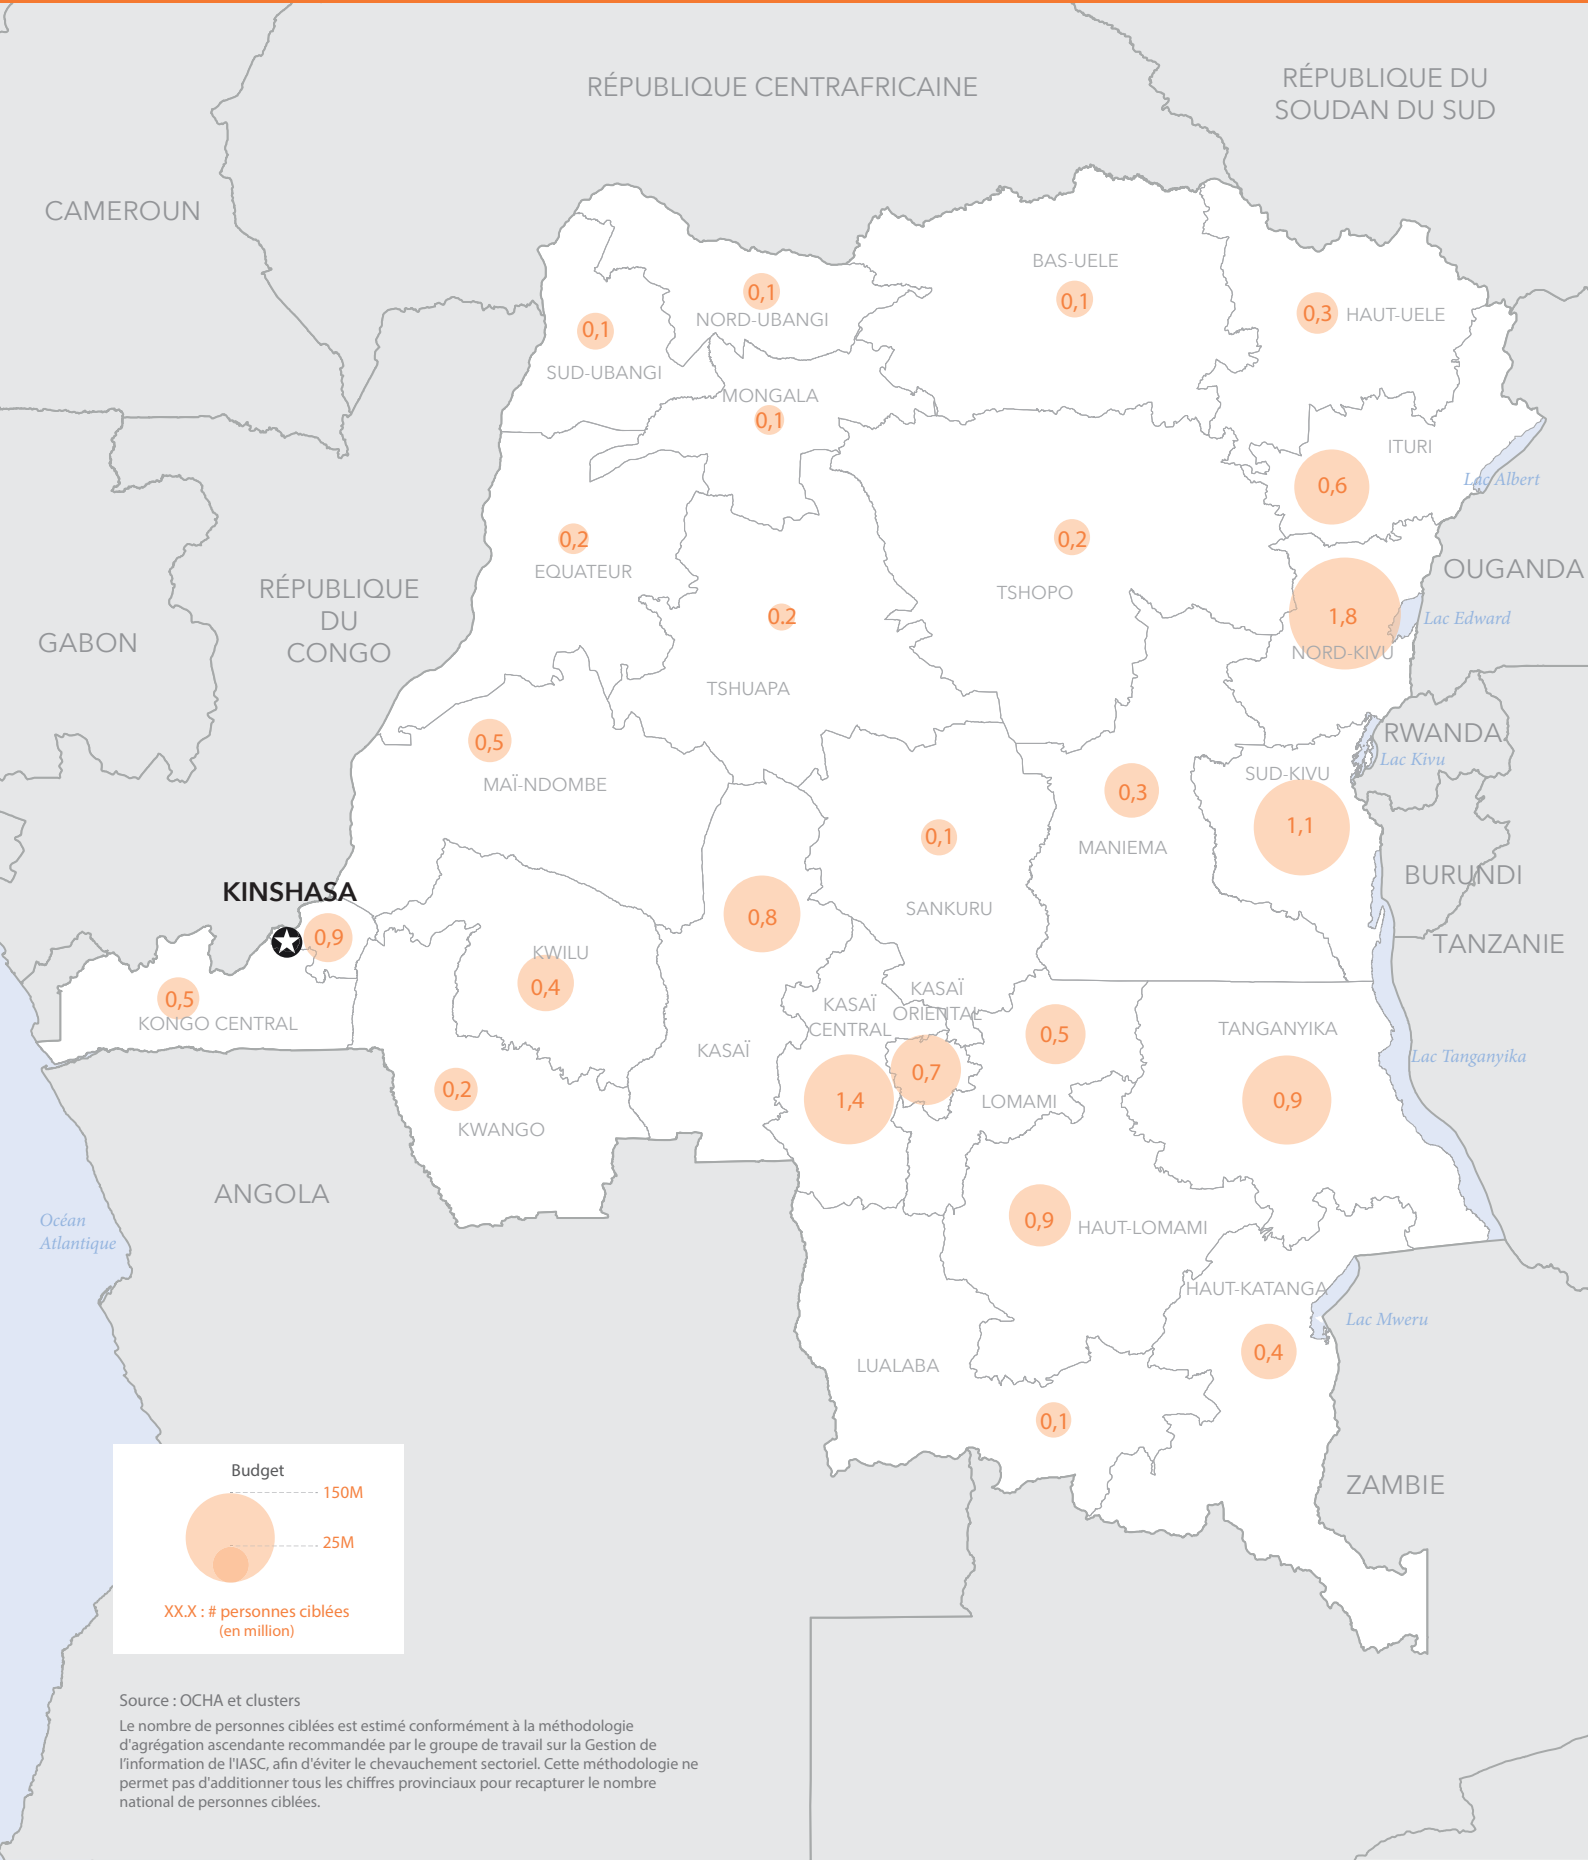 RÉPUBLIQUE CENTRAFRICAINE
RÉPUBLIQUE DU
SOUDAN DU SUD
CAMEROUN
BAS-UELE
0,1
0,1
NORD-UBANGI
0,3
HAUT-UELE
0,1
SUD-UBANGI
MONGALA
0,1
ITURI
0,6
Lac Albert
0,2
EQUATEUR
0,2
TSHOPO
OUGANDA
RÉPUBLIQUE
DU
CONGO
GABON
0.2
TSHUAPA
1,8
NORD-KIVU
Lac Edward
0,5
MAÏ-NDOMBE
RWANDA
Lac Kivu
SUD-KIVU
1,1
0,3
MANIEMA
0,1
SANKURU
BURUNDI
KINSHASA
0,9
0,8
KASAÏ
TANZANIE
KWILU
0,4
0,5
KONGO CENTRAL
KASAÏ
CENTRAL
1,4
KASAÏ
ORIENTAL
0,7
0,5
LOMAMI
TANGANYIKA
0,9
Lac Tanganyika
0,2
KWANGO
ANGOLA
Océan
Atlantique
0,9
HAUT-LOMAMI
HAUT-KATANGA
0,4
Lac Mweru
LUALABA
0,1
ZAMBIE
Budget
150M
25M
XX.X : # personnes ciblées
(en million)
Source : OCHA et clusters
Le nombre de personnes ciblées est estimé conformément à la méthodologie
d'agrégation ascendante recommandée par le groupe de travail sur la Gestion de
l'information de l'IASC, afin d'éviter le chevauchement sectoriel. Cette méthodologie ne
permet pas d'additionner tous les chiffres provinciaux pour recapturer le nombre
national de personnes ciblées.